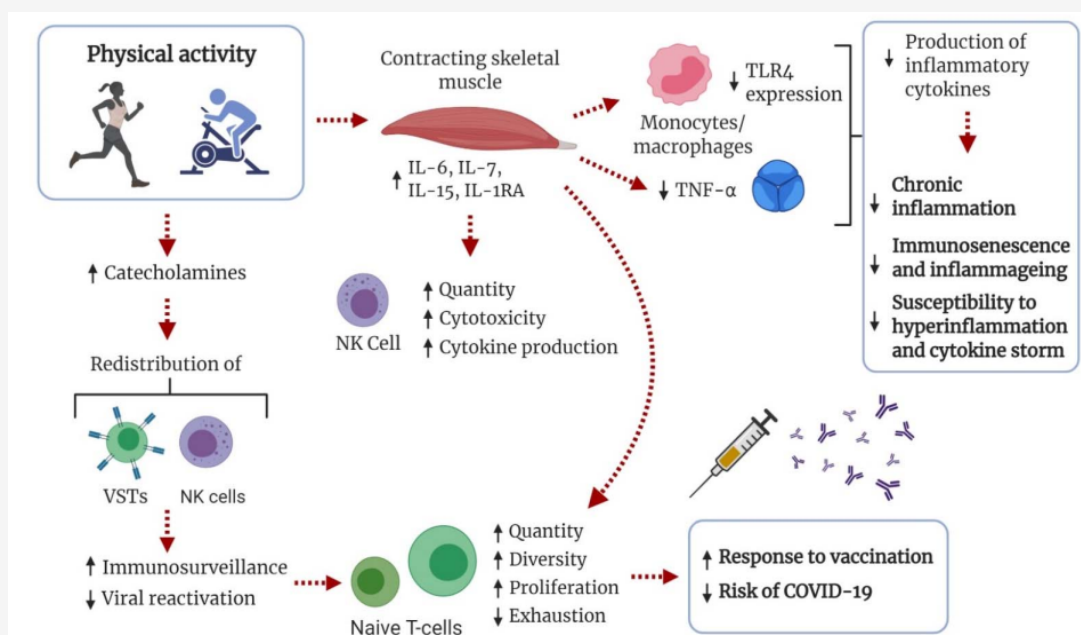 Physical activity
Contracting skeletal
muscle
IL-6, IL-7,
IL-15, IL-1RA
TLR4
expression
Monocytes/
macrophages
TNF-α
Production of
inflammatory
cytokines
Chronic
inflammation
Immunosenescence
and inflammageing
Susceptibility to
hyperinflammation
and cytokine storm
Catecholamines
NK Cell
Quantity
Cytotoxicity
Cytokine production
Redistribution of
VSTs
NK cells
Immunosurveillance
Viral reactivation
Naive T-cells
Quantity
Diversity
Proliferation
Exhaustion
Response to vaccination
Risk of COVID-19